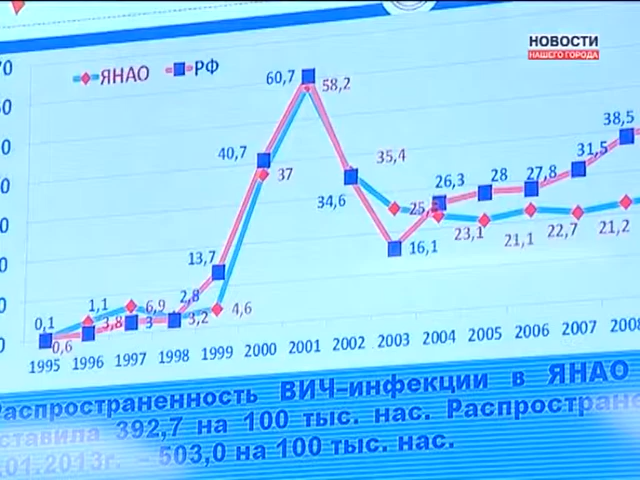 НОВОСТИ
НАШЕГО ГОРОДА
ЯНАО РФ
60,7 58,2
40,7 37
35,4
34,6
38,5
31,5
26,3 28 27,8
25,
16,1 23,1 21,1 22,7 21,2
13,7
4,6
0,1 1,1 6,9 2,8
0,6 3,8 3 3,2
1995 1996 1997 1998 1999 2000 2001 2002 2003 2004 2005 2006 2007 2008
аспространенность ВИЧ-инфекции в ЯНАО
ставила 392,7 на 100 тыс. нас. Распростране
.01.2013г. - 503,0 на 100 тыс. нас.